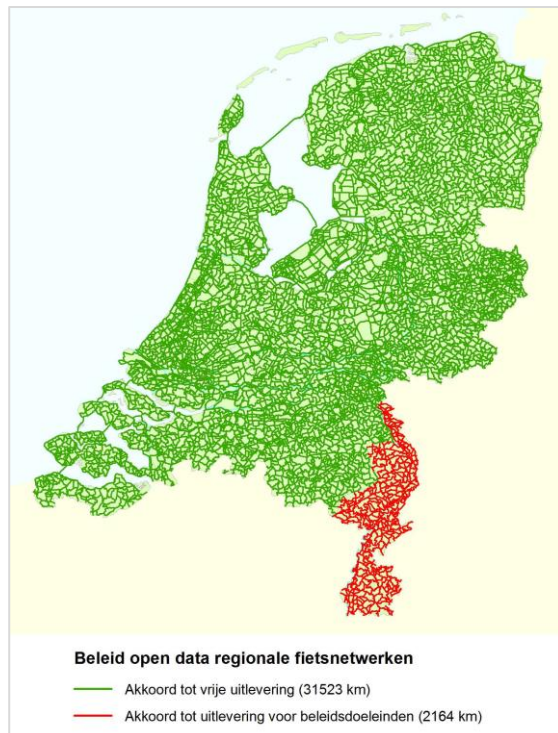 Beleid open data regionale fietsnetwerken
Akkoord tot vrije uitlevering (31523 km)
Akkoord tot uitlevering voor beleidsdoeleinden (2164 km)